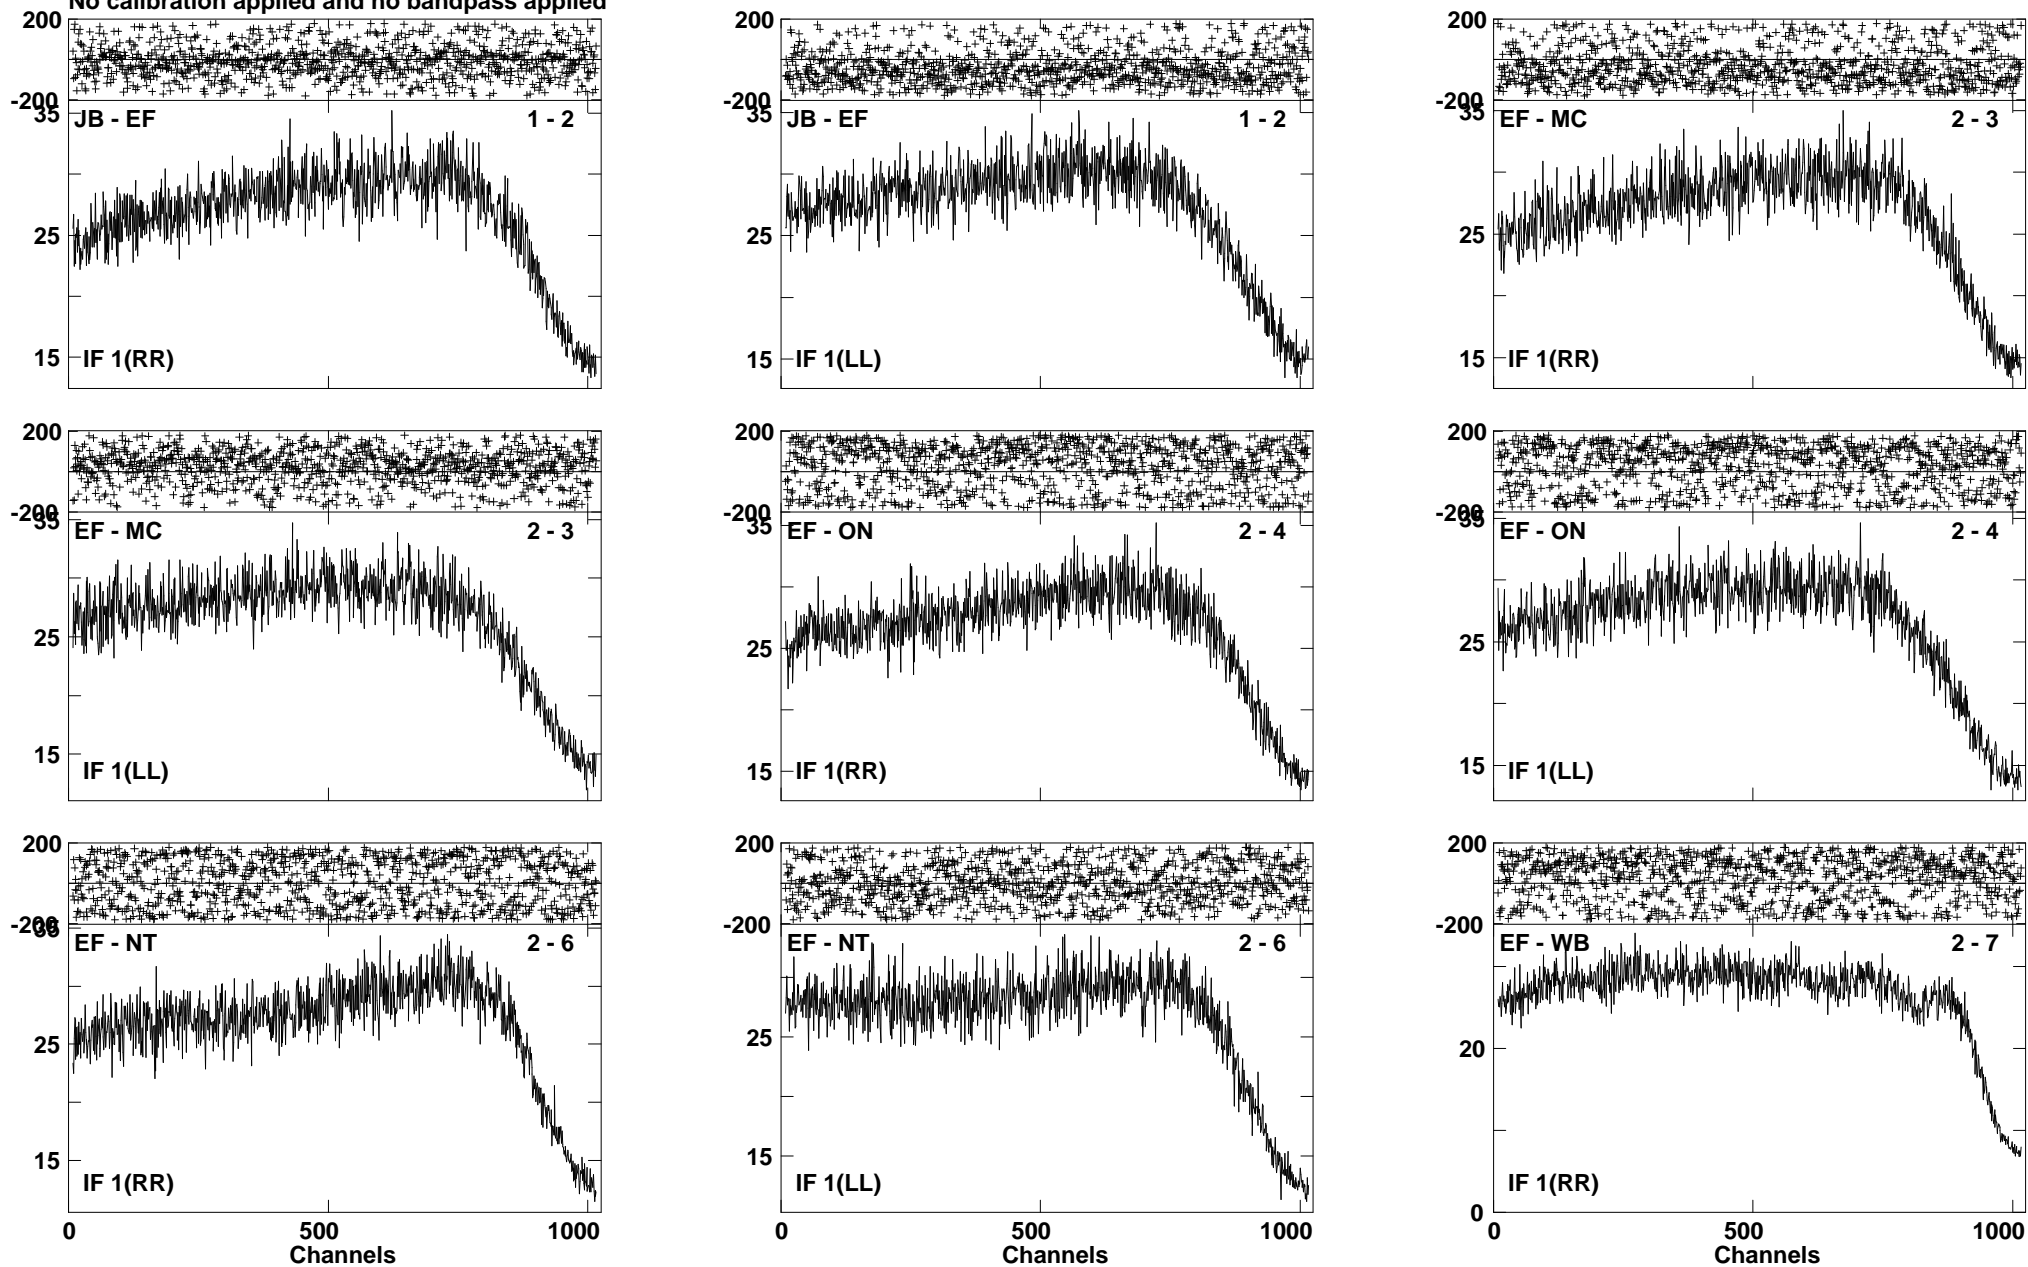 No calibration applied and no bandpass applied
200
-200
35
JB - EF
1 - 2
25
15
IF 1(RR)
200
-200
35
JB - EF
1 - 2
25
15
IF 1(LL)
200
-200
35
EF - MC
2 - 3
25
15
IF 1(RR)
200
-200
35
EF - MC
2 - 3
25
15
IF 1(LL)
200
-200
35
EF - ON
2 - 4
25
15
IF 1(RR)
200
-200
35
EF - ON
2 - 4
25
15
IF 1(LL)
200
-200
35
EF - NT
2 - 6
25
15
IF 1(RR)
0 500 1000
Channels
200
-200
EF - NT
2 - 6
25
15
IF 1(LL)
0 500 1000
Channels
200
-200
EF - WB
2 - 7
20
0
IF 1(RR)
0 500 1000
Channels